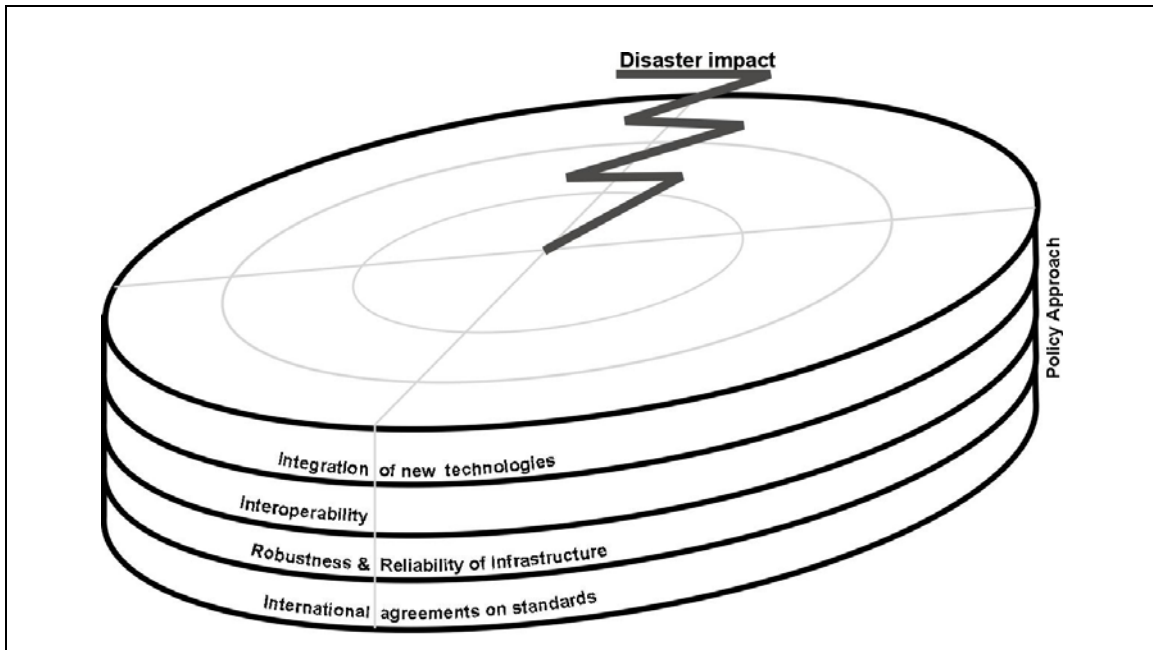 Disaster impact
Policy Approach
Integration of new technologies
Interoperability
Robustness & Reliability of Infrastructure
International agreements on standards